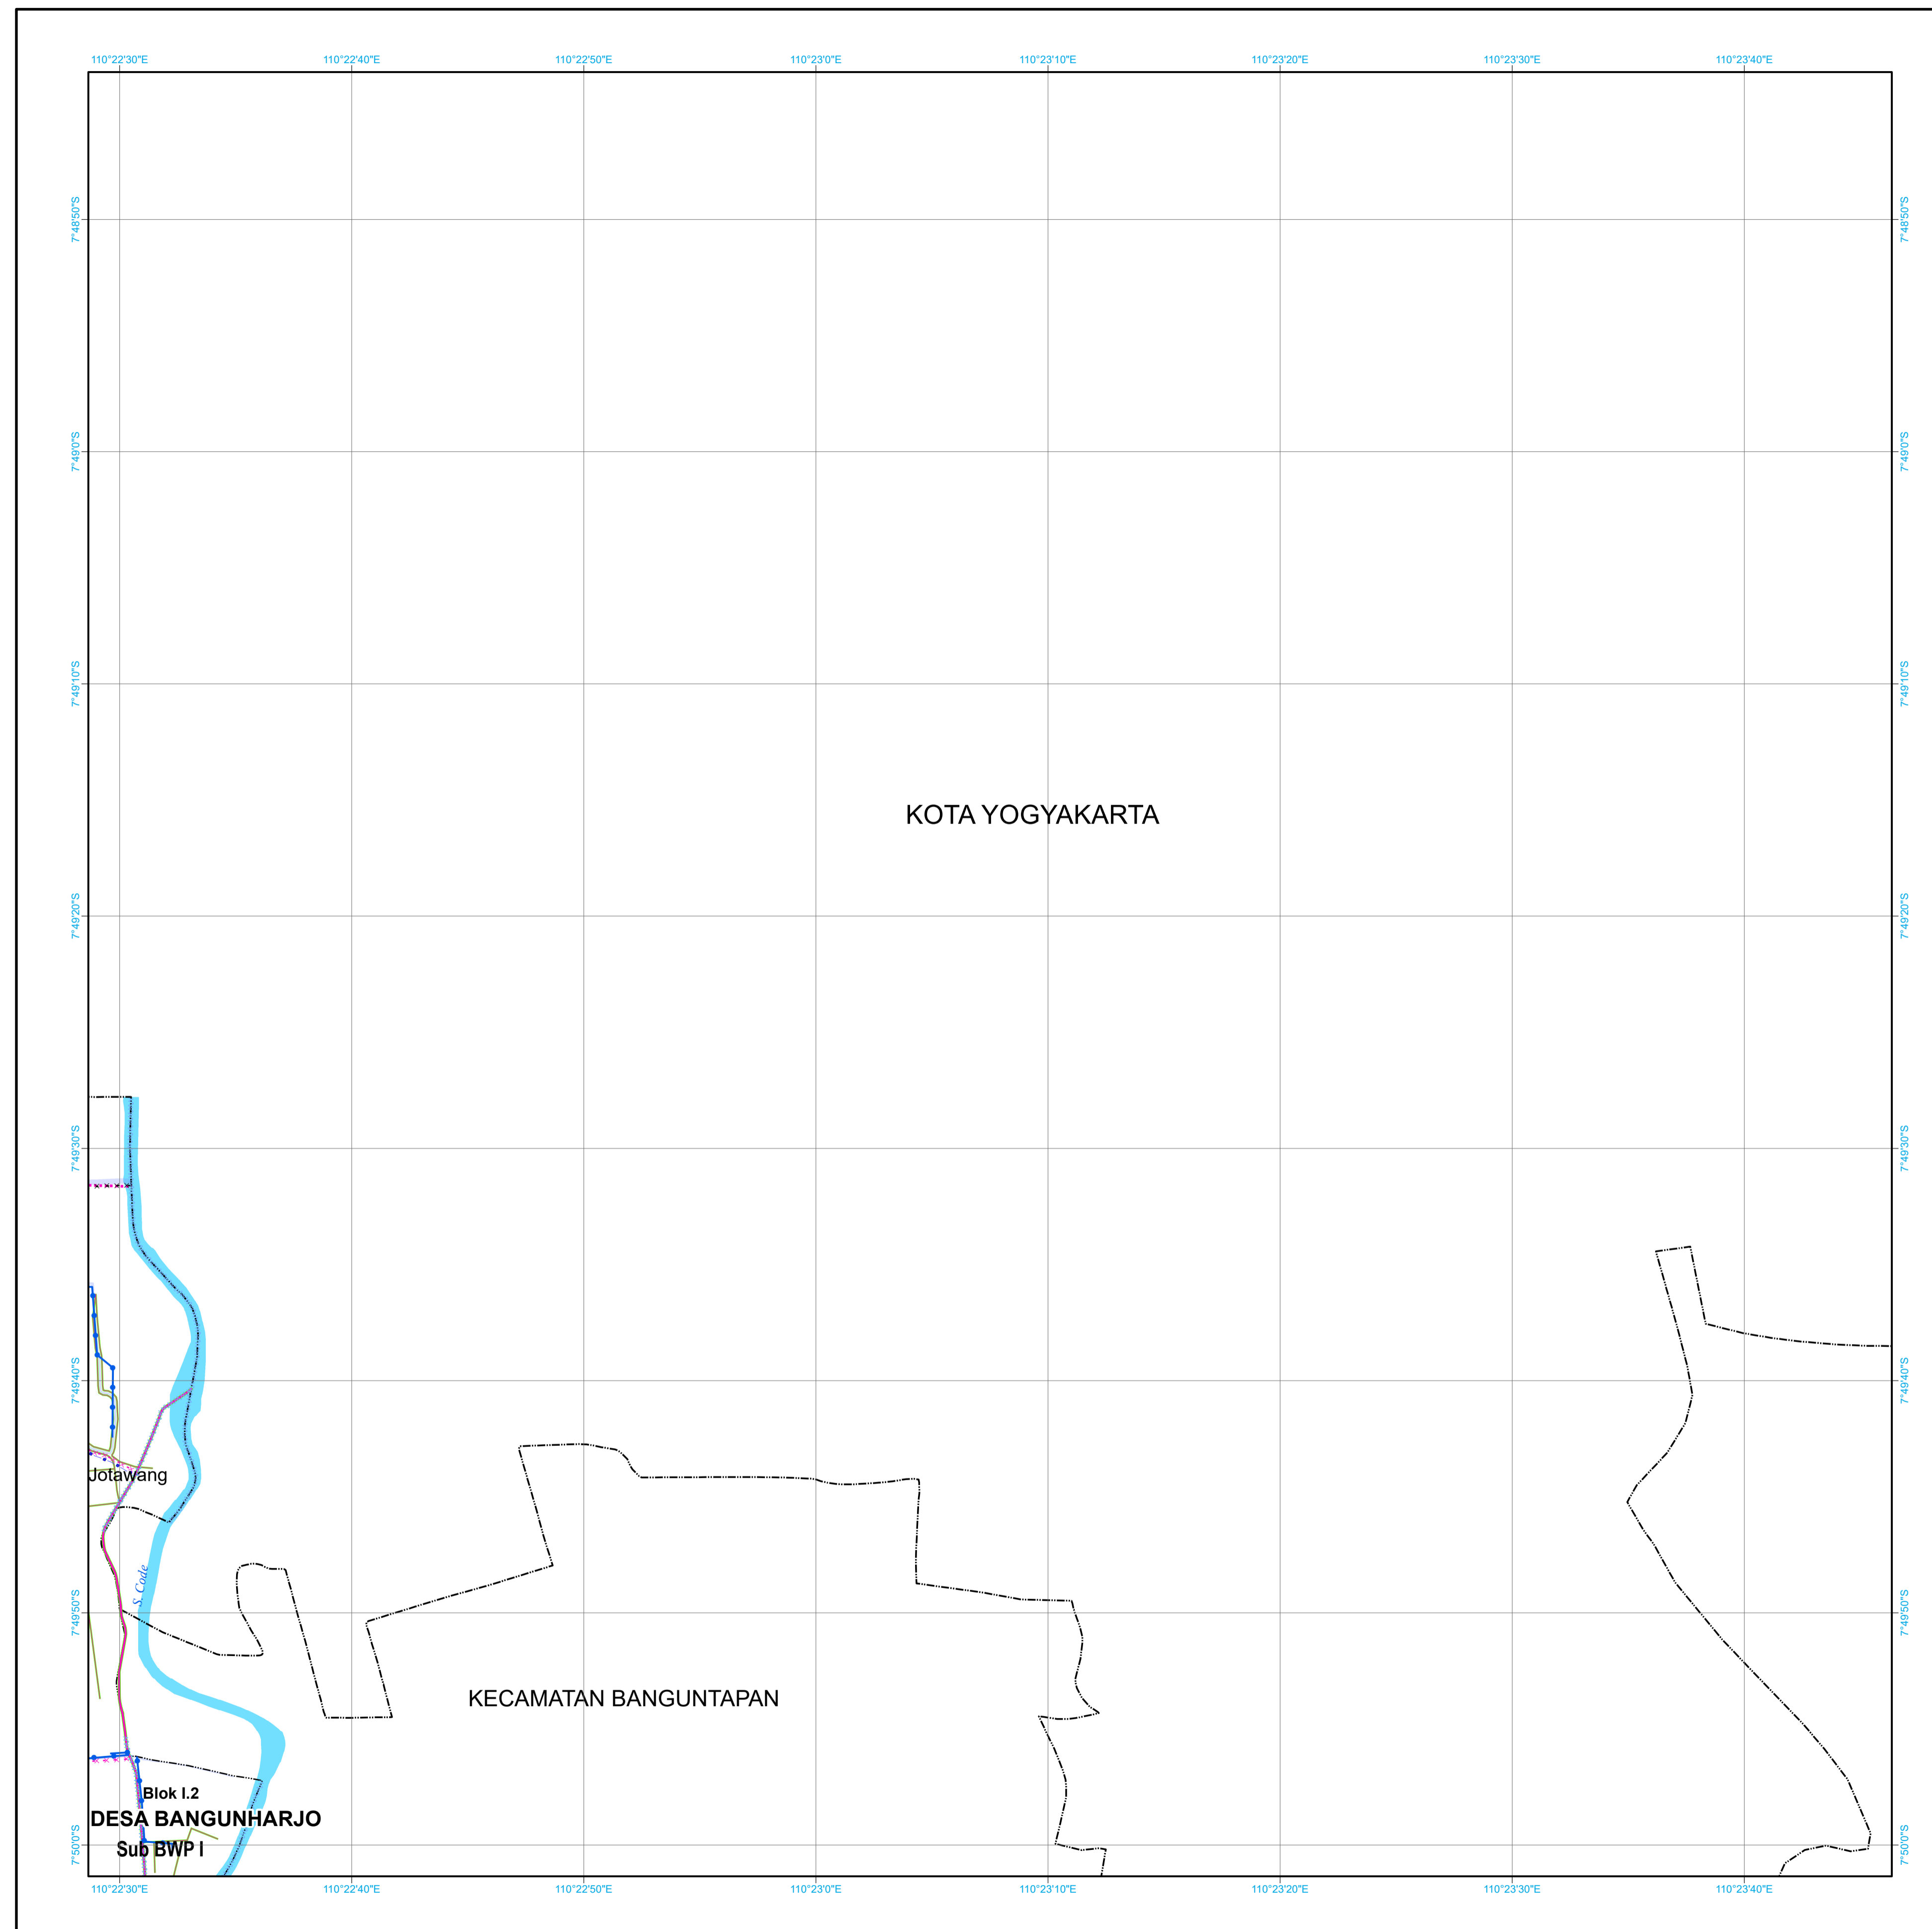 110°22'30"E 110°22'40"E 110°22'50"E 110°23'0"E 110°23'10"E 110°23'20"E 110°23'30"E 110°23'40"E
7°48'50"S 7°48'50"S
7°49'0"S 7°49'0"S
7°49'10"S 7°49'10"S
KOTA YOGYAKARTA
7°49'20"S 7°49'20"S
7°49'30"S 7°49'30"S
7°49'40"S 7°49'40"S
Jotawang
S. Code
7°49'50"S 7°49'50"S
KECAMATAN BANGUNTAPAN
Blok I.2
DESA BANGUNHARJO
Sub BWP I
7°50'0"S 7°50'0"S
110°22'30"E 110°22'40"E 110°22'50"E 110°23'0"E 110°23'10"E 110°23'20"E 110°23'30"E 110°23'40"E